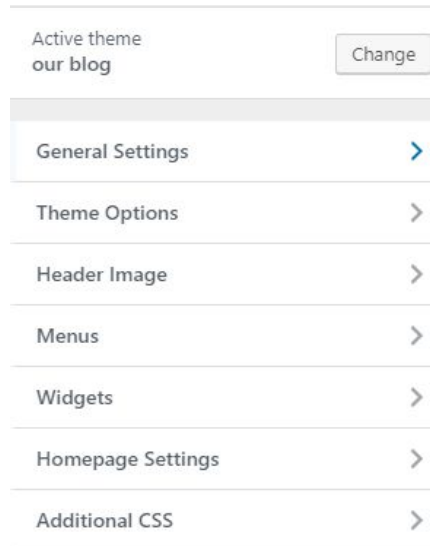 Active theme
our blog
Change
General Settings
Theme Options
Header Image
Menus
Widgets
Homepage Settings
Additional CSS